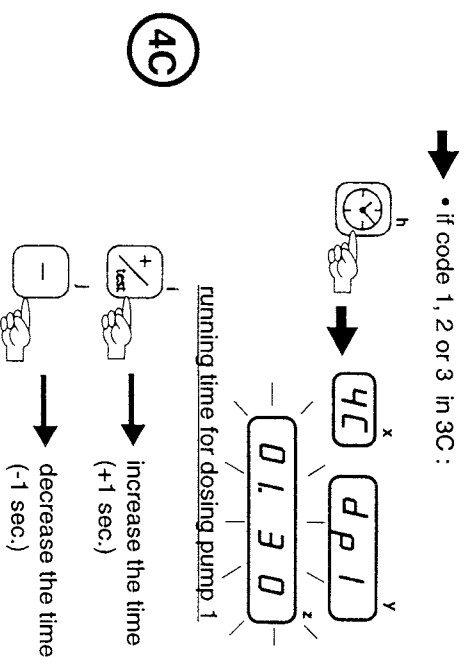 • if code 1, 2 or 3 in 3C :
h
4C
x
dp1
y
01.30
z
running time for dosing pump 1
4C
+/test
i
increase the time
(+1 sec.)
−
j
decrease the time
(-1 sec.)